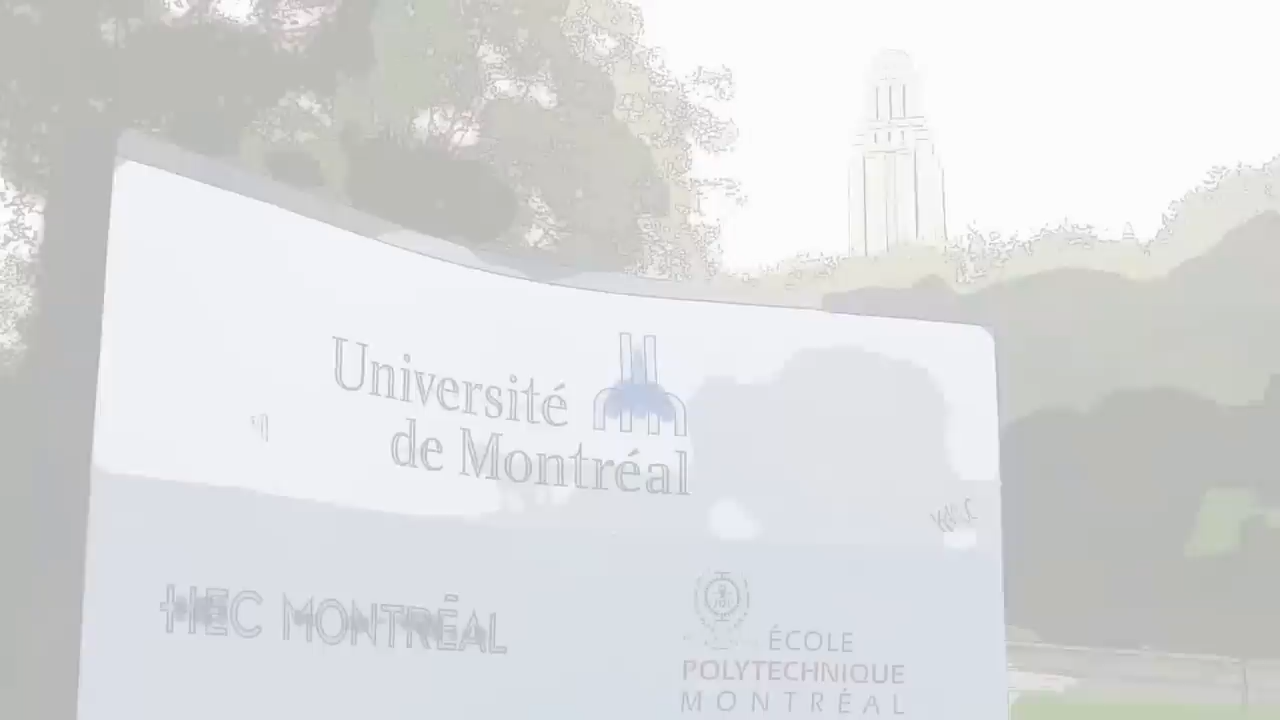 Université
de Montréal
HEC MONTRÉAL
ÉCOLE
POLYTECHNIQUE
MONTRÉAL